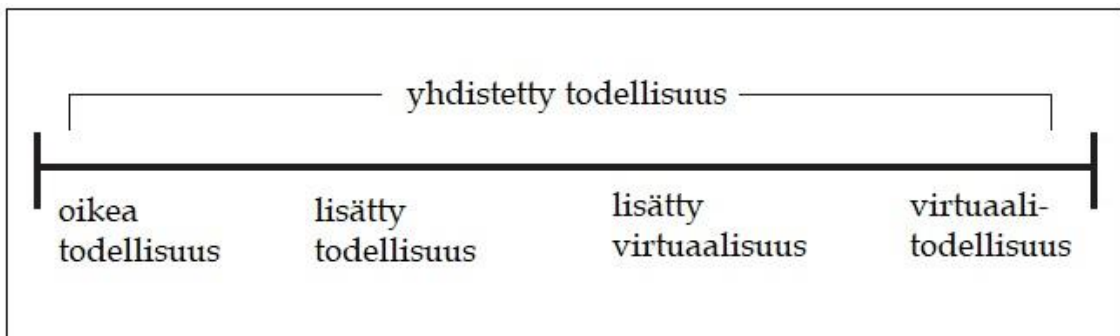 yhdistetty todellisuus
oikea
todellisuus
lisätty
todellisuus
lisätty
virtuaalisuus
virtuaali-
todellisuus